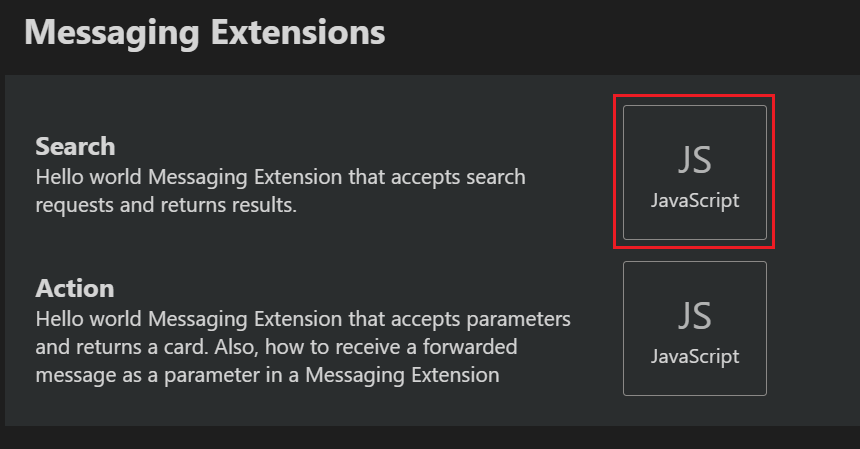 Messaging Extensions
Search
Hello world Messaging Extension that accepts search
requests and returns results.
JS
JavaScript
Action
Hello world Messaging Extension that accepts parameters
and returns a card. Also, how to receive a forwarded
message as a parameter in a Messaging Extension
JS
JavaScript